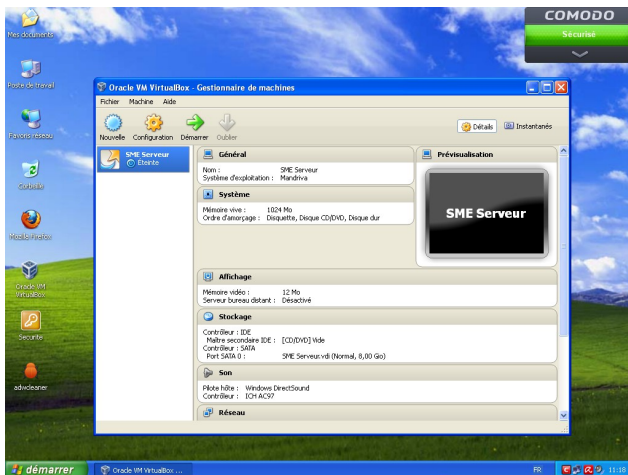 Mes documents
Poste de travail
Favoris réseau
Corbeille
Mozilla Firefox
Oracle VM
VirtualBox
Securite
adwcleaner
COMODO
Sécurisé
Oracle VM VirtualBox - Gestionnaire de machines
Fichier Machine Aide
Nouvelle Configuration Démarrer Oublier
Détails Instantanés
SME Serveur
Éteinte
Général
Nom : SME Serveur
Système d'exploitation : Mandriva
Système
Mémoire vive : 1024 Mo
Ordre d'amorçage : Disquette, Disque CD/DVD, Disque dur
Prévisualisation
SME Serveur
Affichage
Mémoire vidéo : 12 Mo
Serveur bureau distant : Désactivé
Stockage
Contrôleur : IDE
Maître secondaire IDE : [CD/DVD] Vide
Contrôleur : SATA
Port SATA 0 : SME Serveur.vdi (Normal, 8,00 Gio)
Son
Pilote hôte : Windows DirectSound
Contrôleur : ICH AC97
Réseau
démarrer
Oracle VM VirtualBox ...
FR
11:18